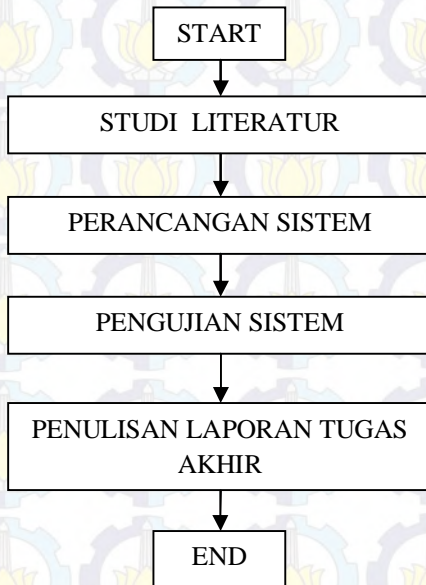 START
STUDI LITERATUR
PERANCANGAN SISTEM
PENGUJIAN SISTEM
PENULISAN LAPORAN TUGAS
AKHIR
END